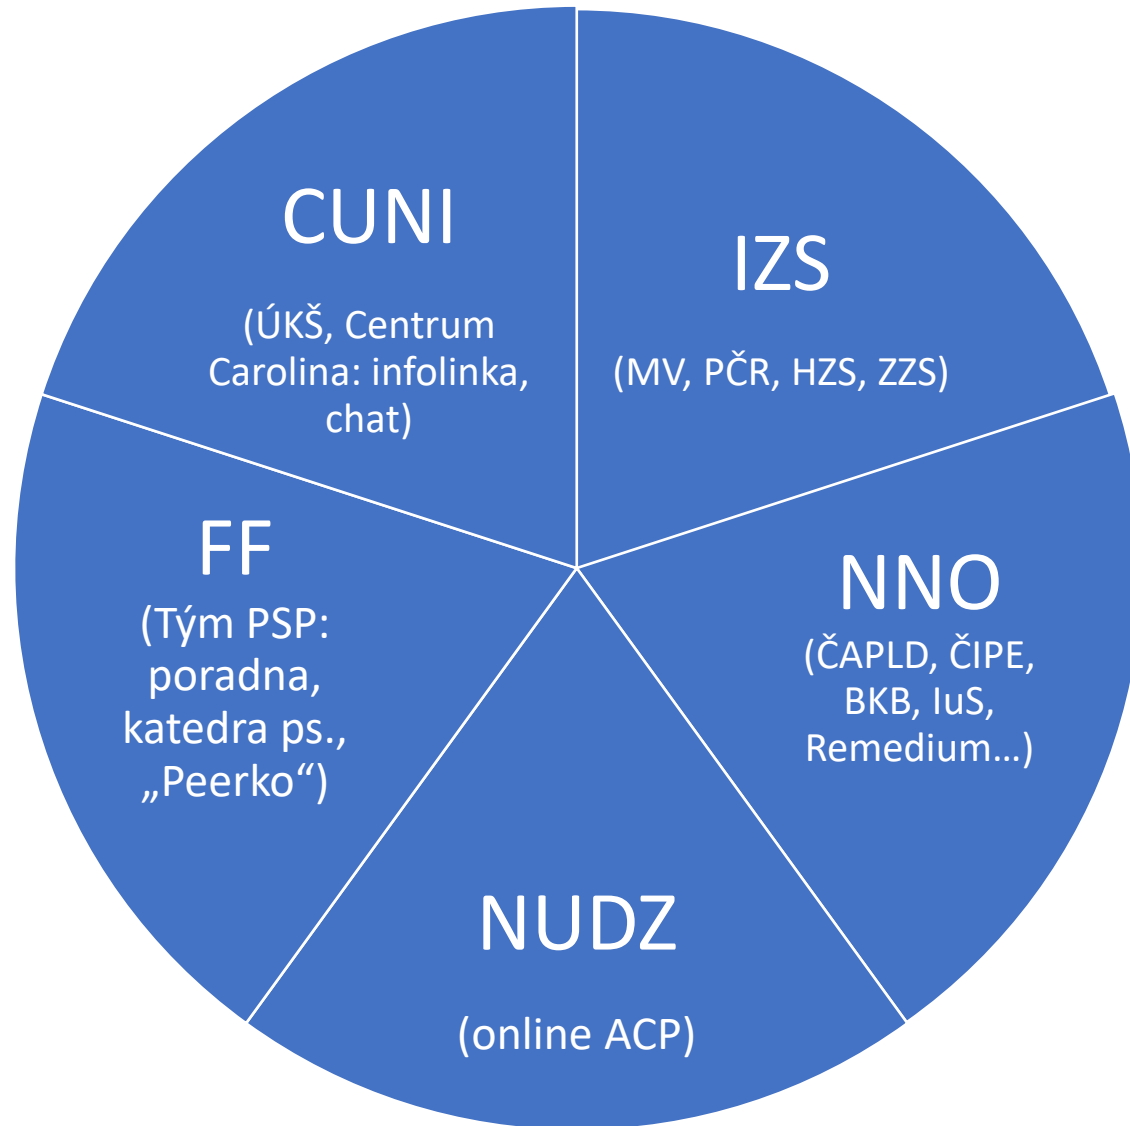 CUNI
(ÚKŠ, Centrum
Carolina: infolinka,
chat)
IZS
(MV, PČR, HZS, ZZS)
FF
(Tým PSP:
poradna,
katedra ps.,
„Peerko“)
NNO
(ČAPLD, ČIPE,
BKB, IuS,
Remedium…)
NUDZ
(online ACP)